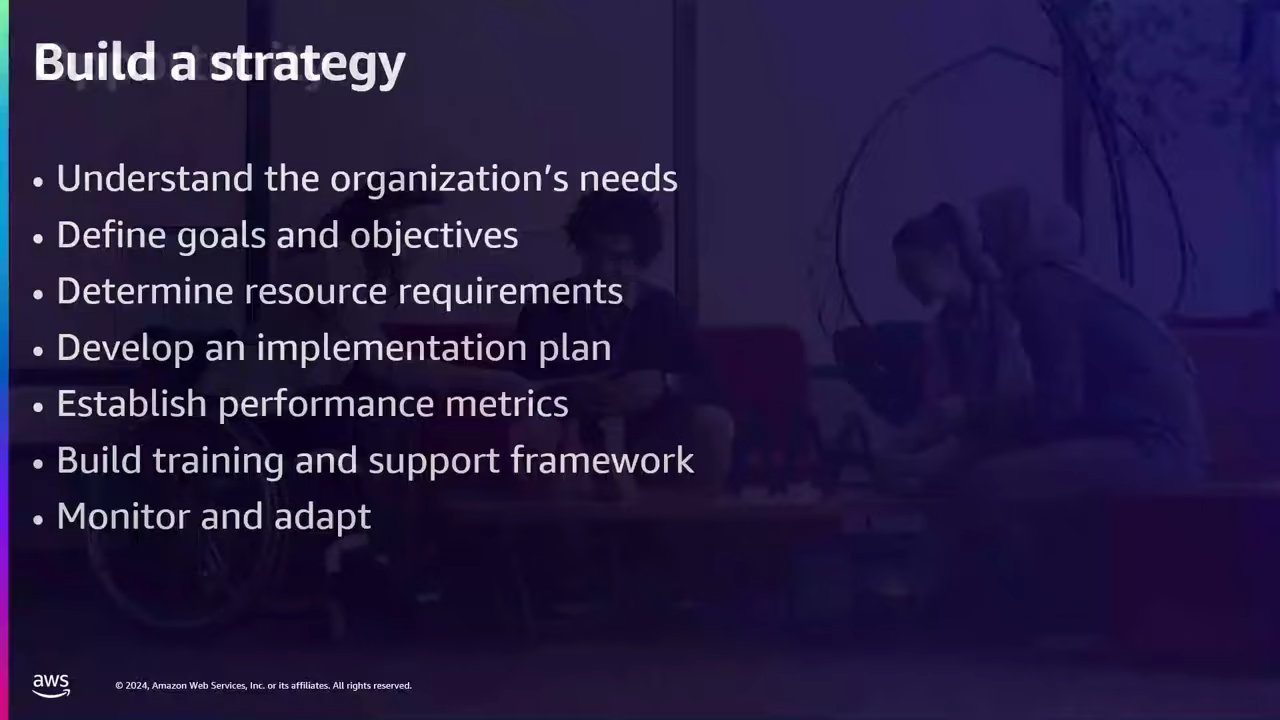 Build a strategy
• Understand the organization's needs
• Define goals and objectives
• Determine resource requirements
• Develop an implementation plan
• Establish performance metrics
• Build training and support framework
• Monitor and adapt
aws
© 2024, Amazon Web Services, Inc. or its affiliates. All rights reserved.